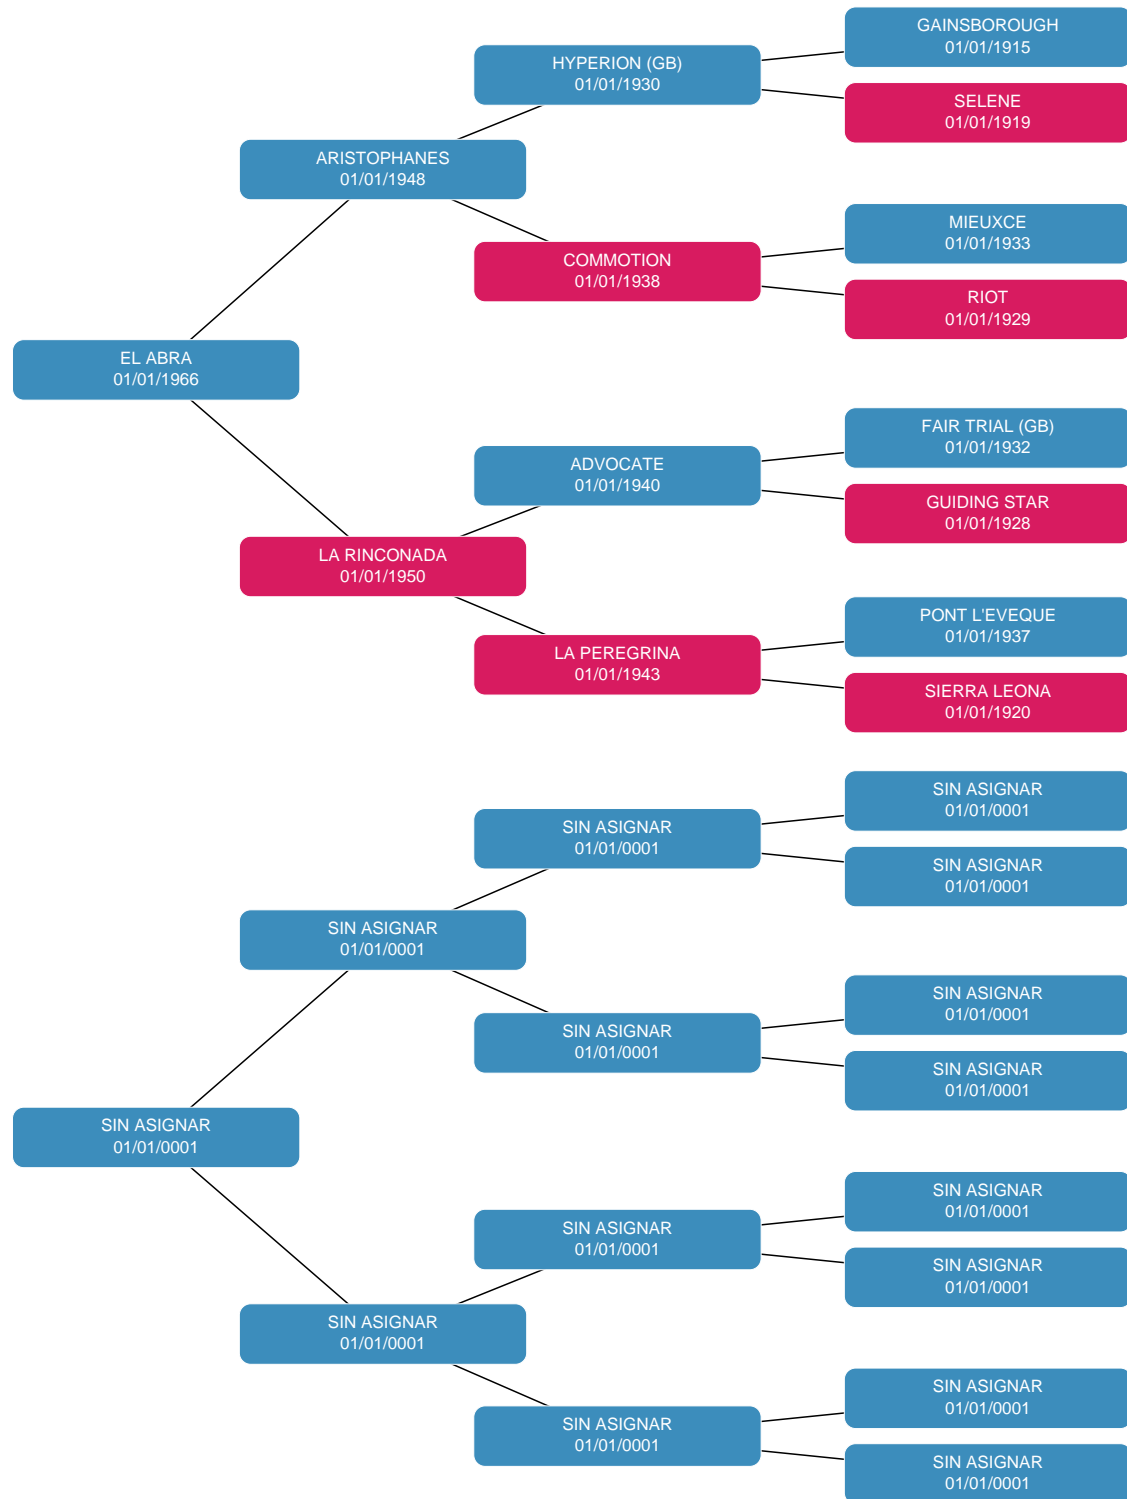 GAINSBOROUGH
01/01/1915
HYPERION (GB)
01/01/1930
SELENE
01/01/1919
ARISTOPHANES
01/01/1948
MIEUXCE
01/01/1933
COMMOTION
01/01/1938
RIOT
01/01/1929
EL ABRA
01/01/1966
FAIR TRIAL (GB)
01/01/1932
ADVOCATE
01/01/1940
GUIDING STAR
01/01/1928
LA RINCONADA
01/01/1950
PONT L'EVEQUE
01/01/1937
LA PEREGRINA
01/01/1943
SIERRA LEONA
01/01/1920
SIN ASIGNAR
01/01/0001
SIN ASIGNAR
01/01/0001
SIN ASIGNAR
01/01/0001
SIN ASIGNAR
01/01/0001
SIN ASIGNAR
01/01/0001
SIN ASIGNAR
01/01/0001
SIN ASIGNAR
01/01/0001
SIN ASIGNAR
01/01/0001
SIN ASIGNAR
01/01/0001
SIN ASIGNAR
01/01/0001
SIN ASIGNAR
01/01/0001
SIN ASIGNAR
01/01/0001
SIN ASIGNAR
01/01/0001
SIN ASIGNAR
01/01/0001
SIN ASIGNAR
01/01/0001